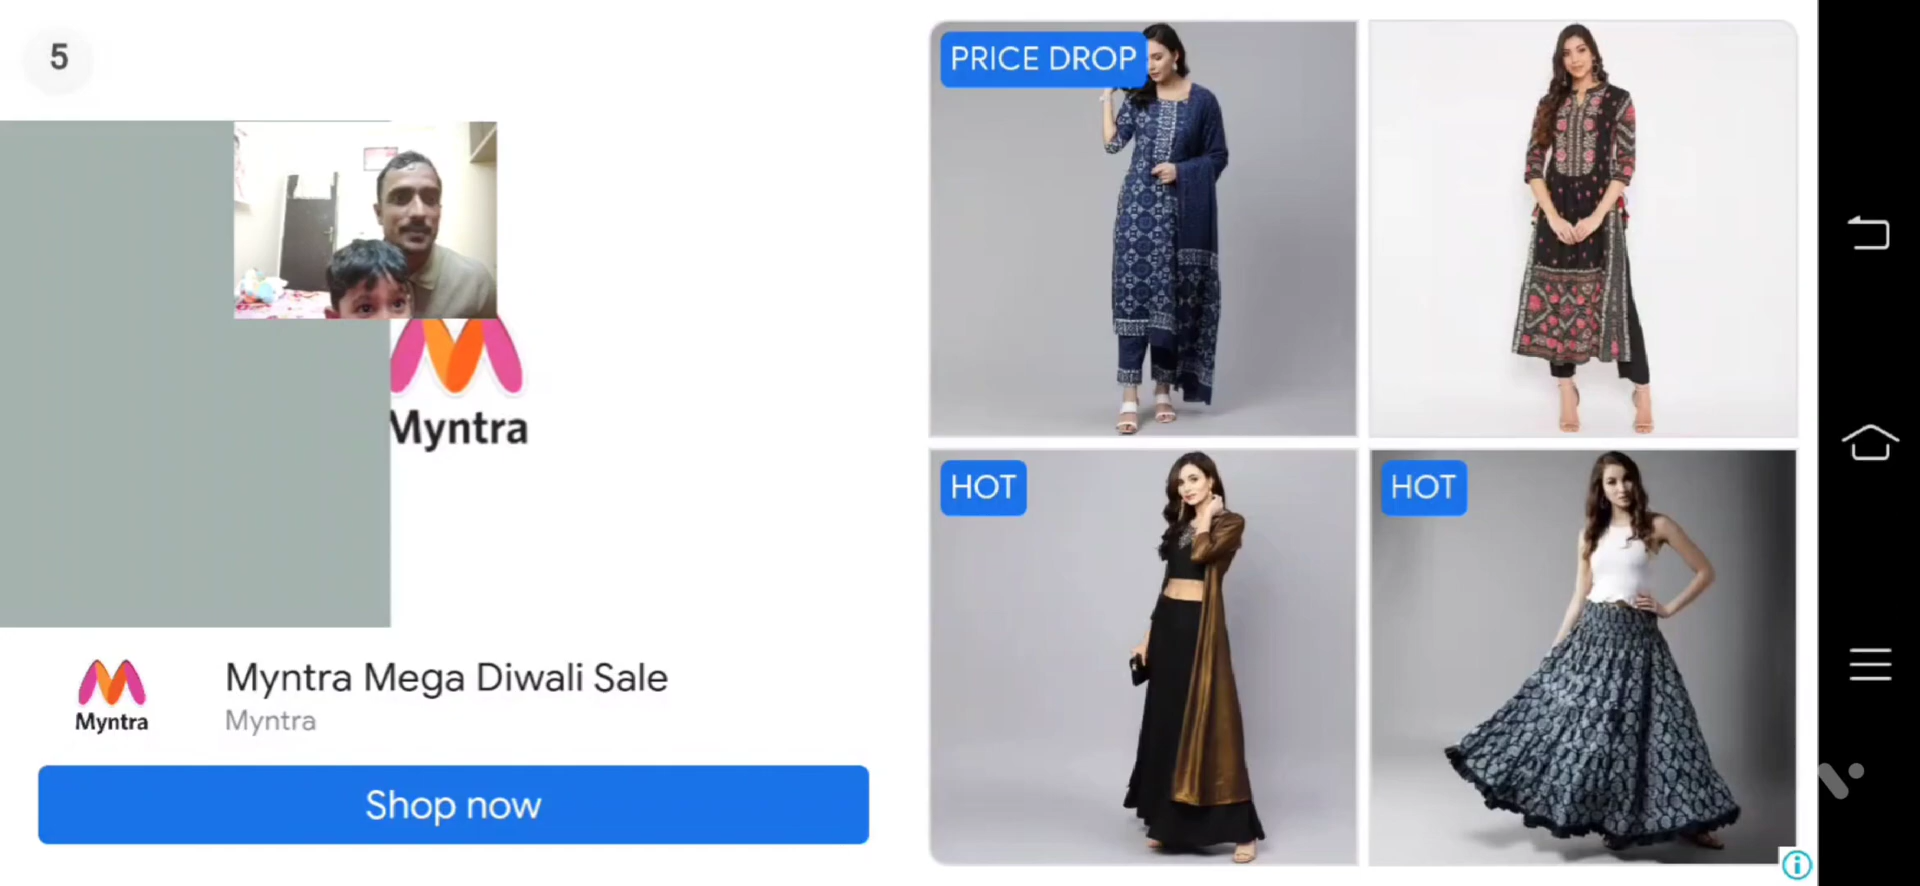 5
PRICE DROP
Myntra
HOT
HOT
Myntra
Myntra Mega Diwali Sale
Myntra
Shop now